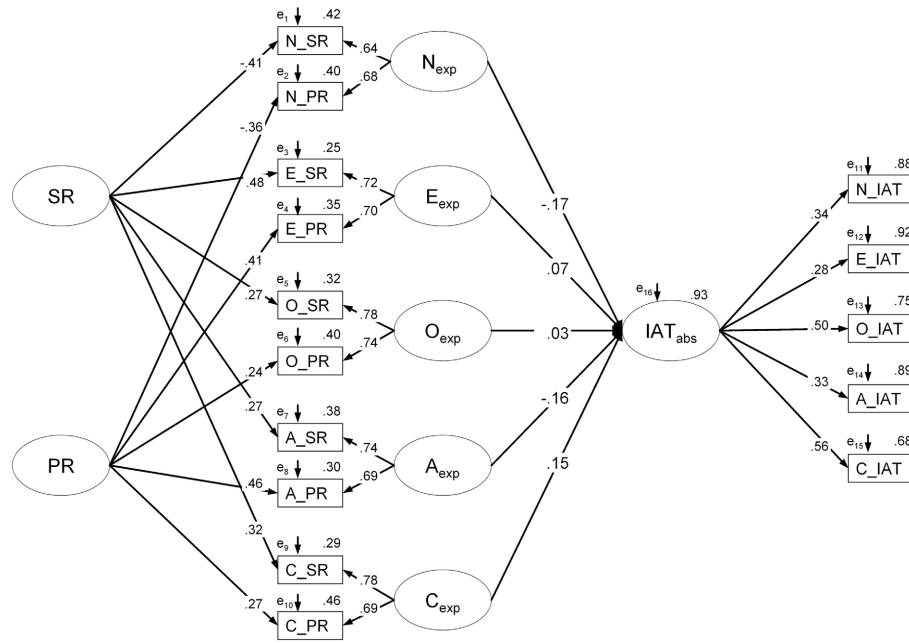 e1 .42
N_SR
-.41
.64
Nexp
e2 .40
.68
N_PR
-.36
e3 .25
E_SR
.48
.72
SR
Eexp
e4 .35
.70
E_PR
.41
-.17
e11 .88
N_IAT
.34
e12 .92
E_IAT
.28
.07
e5 .32
O_SR
.27
.78
e16 .93
e13 .75
Oexp
.03
IATabs
.50
O_IAT
e6 .40
.74
O_PR
.24
e14 .89
.33
A_IAT
-.16
e7 .38
.27
A_SR
.74
e15 .68
.56
C_IAT
PR
Aexp
e8 .30
.69
.46
A_PR
.15
.32
e9 .29
C_SR
.78
Cexp
.27
e10 .46
.69
C_PR